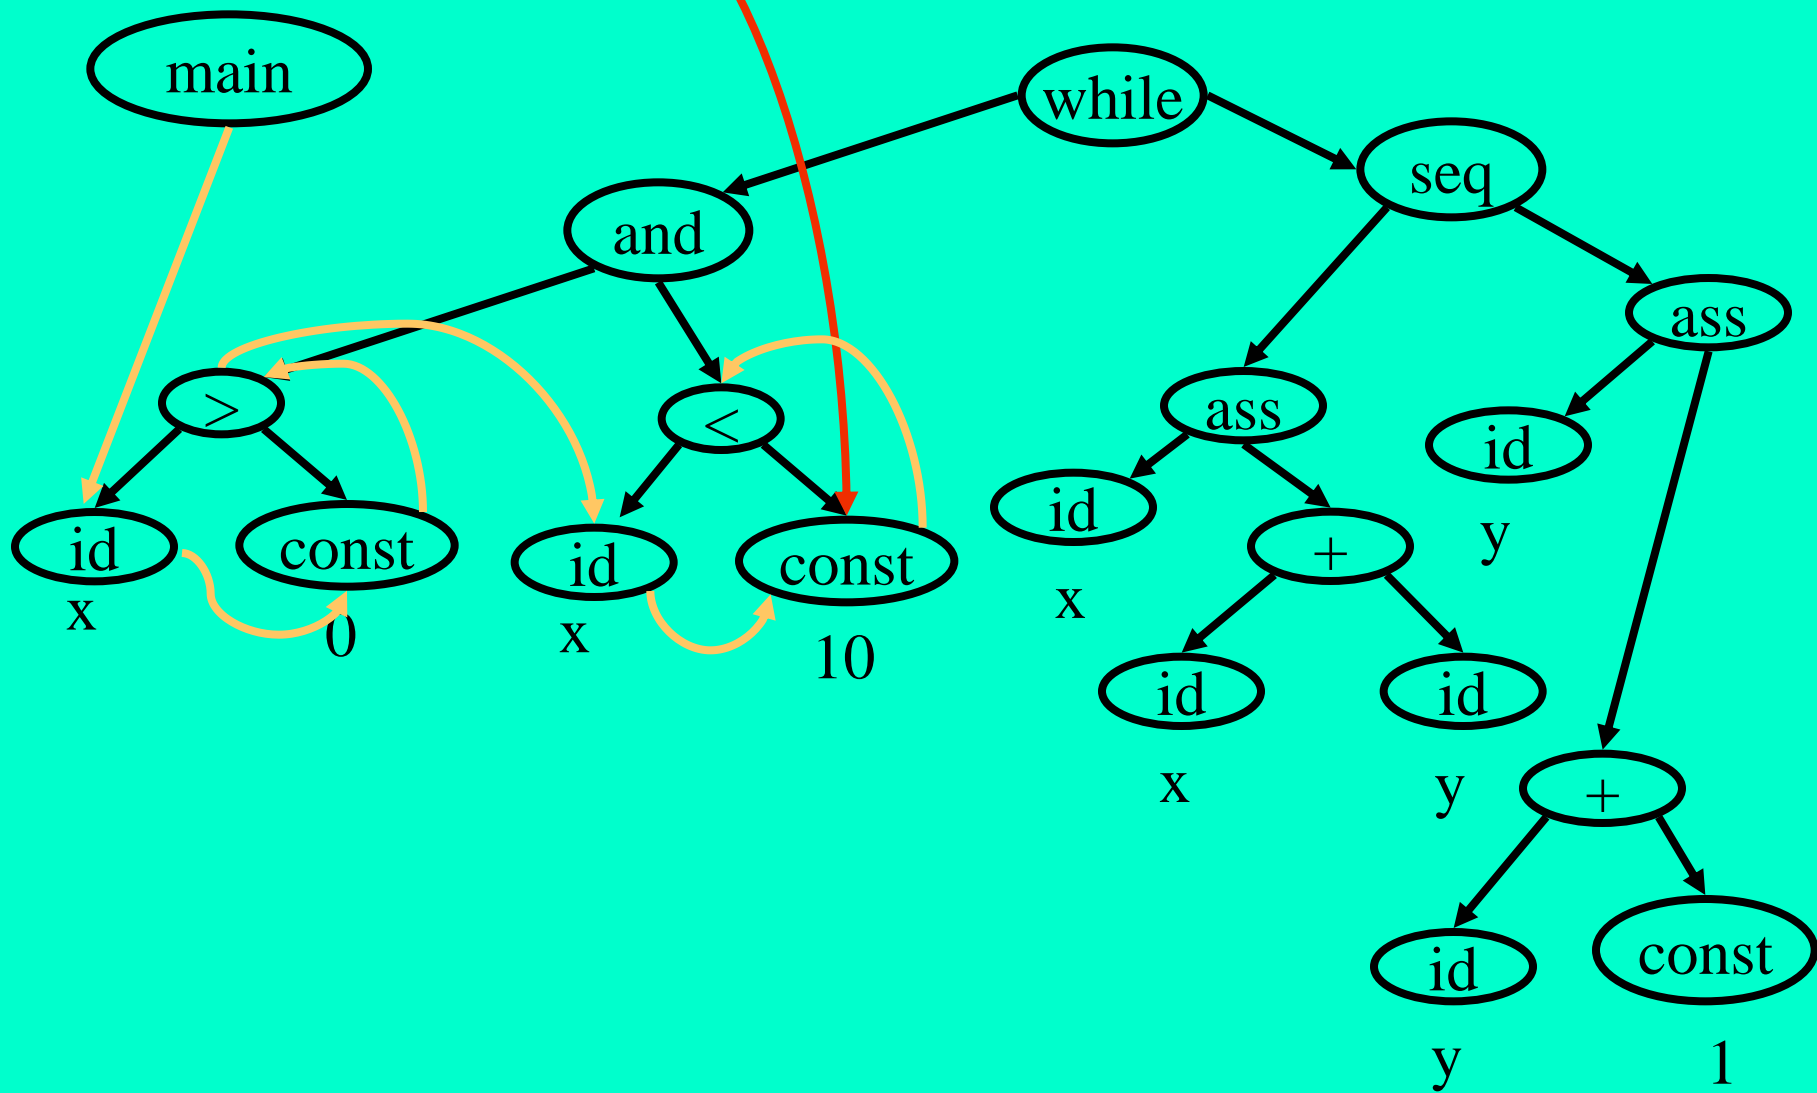 main
while
seq
and
ass
>
<
ass
id
id
const
id
const
id
+
y
x
0
x
10
x
id
id
x
y
+
id
const
y
1